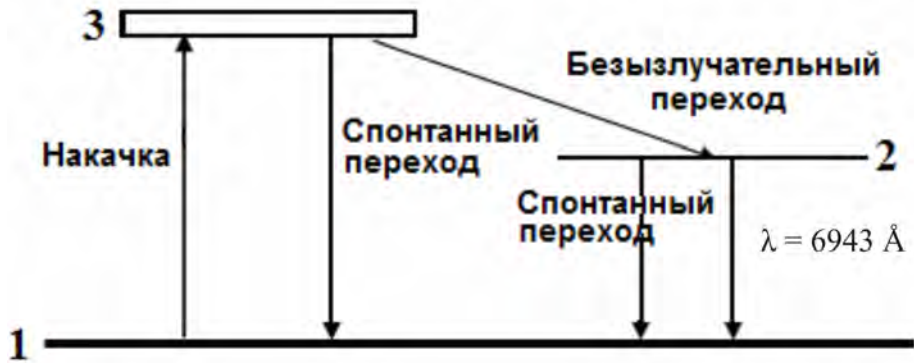 3
Безызлучательный
переход
Накачка
Спонтанный
переход
2
Спонтанный
переход
λ = 6943 Å
1